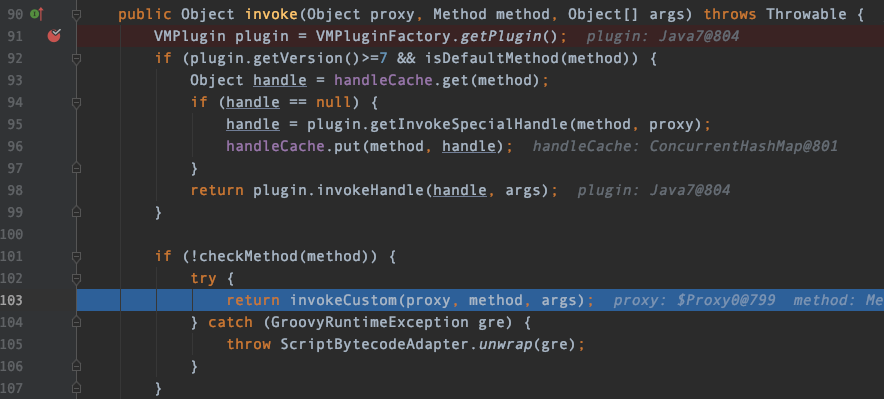 90 public Object invoke(Object proxy, Method method, Object[] args) throws Throwable {
91 VMPlugin plugin = VMPluginFactory.getPlugin(); plugin: Java7@804
92 if (plugin.getVersion()>=7 && isDefaultMethod(method)) {
93 Object handle = handleCache.get(method);
94 if (handle == null) {
95 handle = plugin.getInvokeSpecialHandle(method, proxy);
96 handleCache.put(method, handle); handleCache: ConcurrentHashMap@801
97 }
98 return plugin.invokeHandle(handle, args); plugin: Java7@804
99 }
100
101 if (!checkMethod(method)) {
102 try {
103 return invokeCustom(proxy, method, args); proxy: $Proxy0@799 method: Me
104 } catch (GroovyRuntimeException gre) {
105 throw ScriptBytecodeAdapter.unwrap(gre);
106 }
107 }